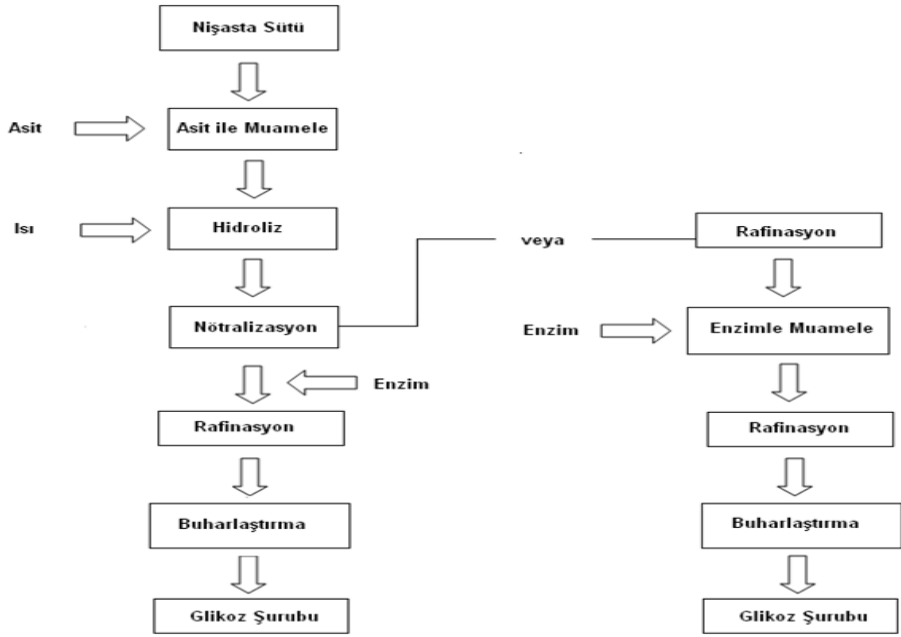 Nişasta Sütü
Asit
Asit ile Muamele
Isı
Hidroliz
Nötralizasyon
Enzim
Rafinasyon
Buharlaştırma
Glikoz Şurubu
veya
Rafinasyon
Enzim
Enzimle Muamele
Rafinasyon
Buharlaştırma
Glikoz Şurubu